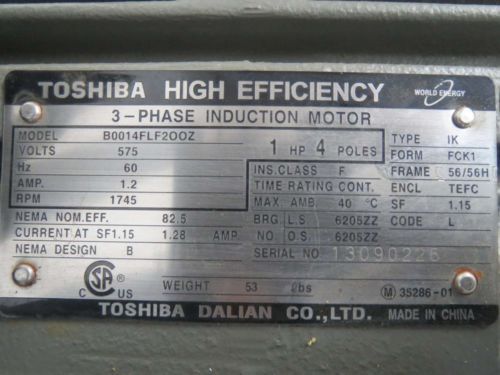 TOSHIBA HIGH EFFICIENCY
WORLD ENERGY
3-PHASE INDUCTION MOTOR
MODEL B0014FLF2OOZ
VOLTS 575
Hz 60
AMP. 1.2
RPM 1745
NEMA NOM.EFF. 82.5
CURRENT AT SF1.15 1.28 AMP
NEMA DESIGN B
1 HP 4 POLES
INS.CLASS F
TIME RATING CONT.
MAX. AMB. 40 °C
BRG L.S. 6205ZZ
NO O.S. 6205ZZ
SERIAL NO 13090226
TYPE IK
FORM FCK1
FRAME 56/56H
ENCL TEFC
SF 1.15
CODE L
C US
WEIGHT 53 lbs
M 35286-01
TOSHIBA DALIAN CO.,LTD. MADE IN CHINA